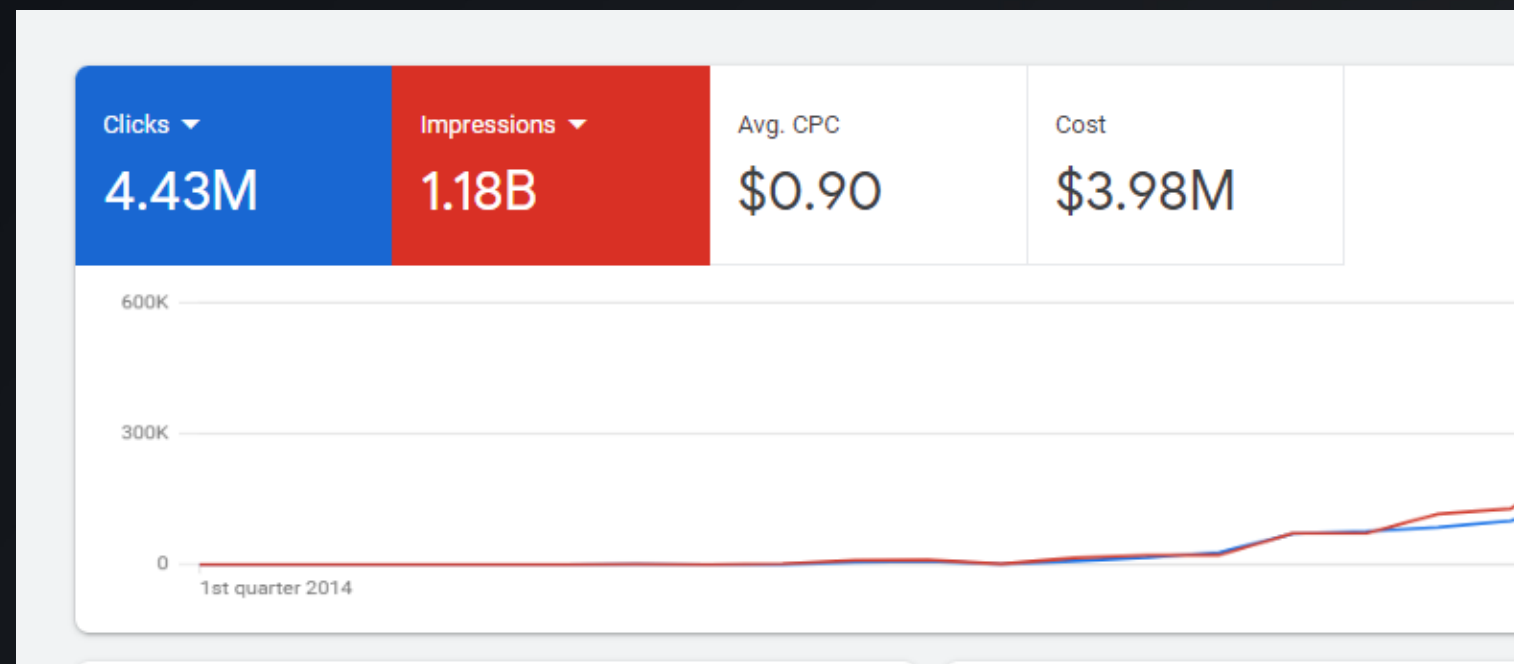 Clicks Impressions Avg. CPC Cost
4.43M 1.18B $0.90 $3.98M
600K
300K
0
1st quarter 2014